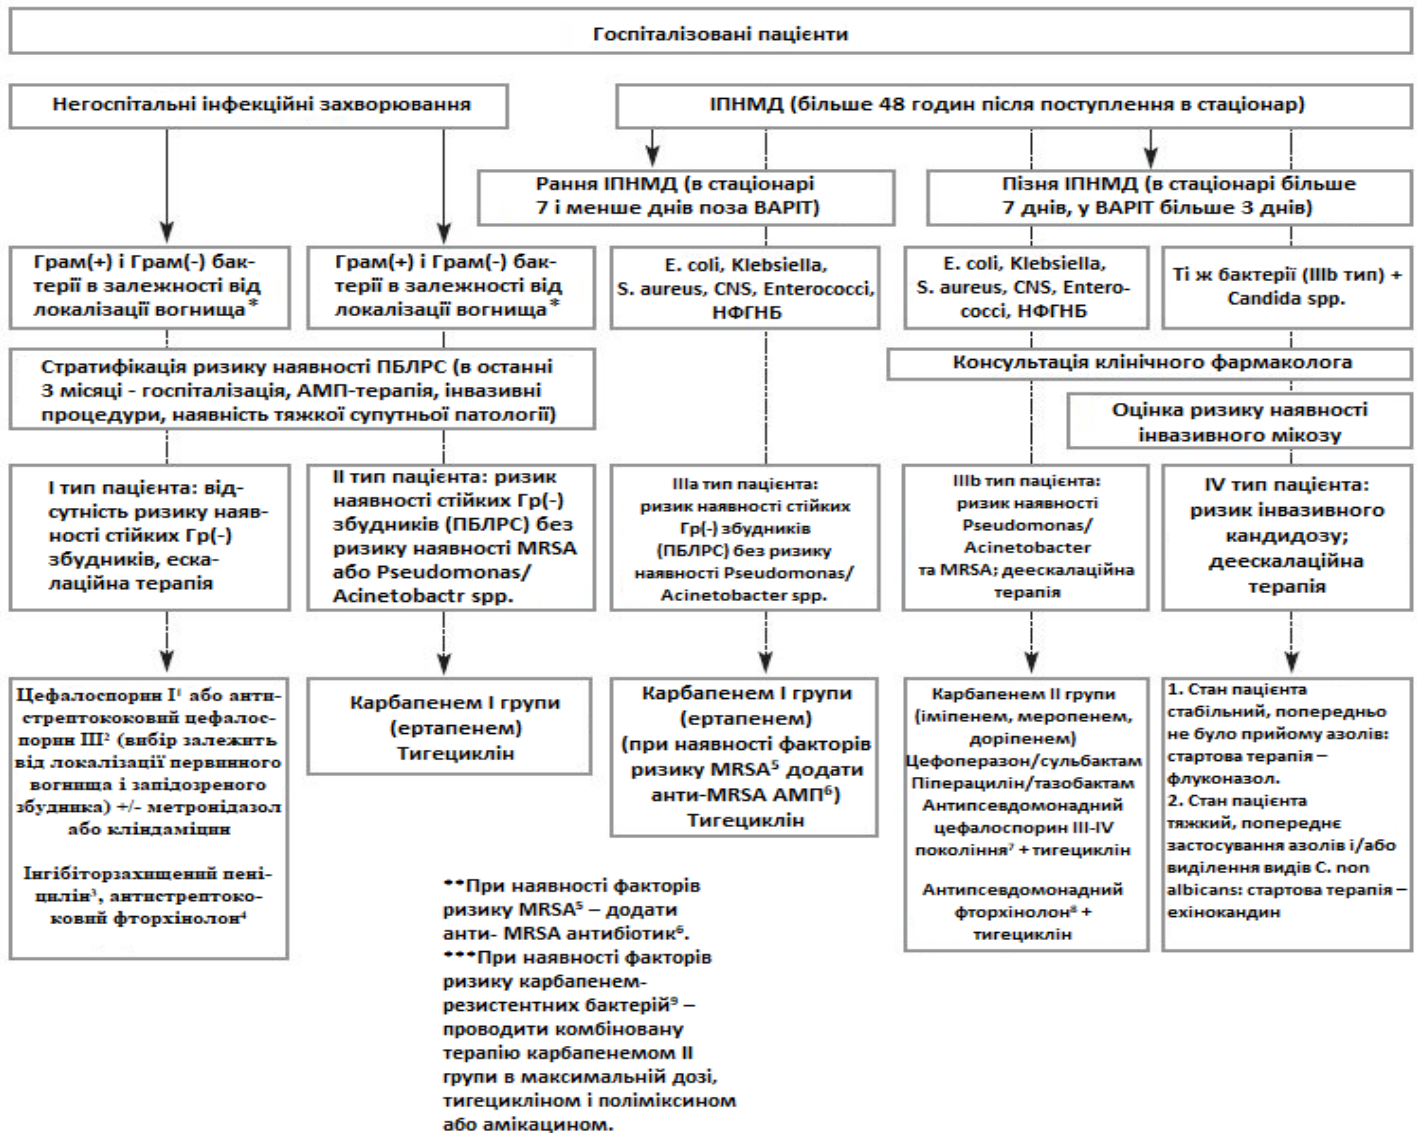 Госпіталізовані пацієнти
Негоспітальні інфекційні захворювання
ІПНМД (більше 48 годин після поступлення в стаціонар)
Рання ІПНМД (в стаціонарі
7 і менше днів поза ВАРІТ)
Пізня ІПНМД (в стаціонарі більше
7 днів, у ВАРІТ більше 3 днів)
Грам(+) і Грам(-) бак-
терії в залежності від
локалізації вогнища*
Грам(+) і Грам(-) бак-
терії в залежності від
локалізації вогнища*
E. coli, Klebsiella,
S. aureus, CNS, Enterococci,
НФГНБ
E. coli, Klebsiella,
S. aureus, CNS, Entero-
cocci, НФГНБ
Ті ж бактерії (IIIb тип) +
Candida spp.
Стратифікація ризику наявності ПБЛРС (в останні
3 місяці - госпіталізація, АМП-терапія, інвазивні
процедури, наявність тяжкої супутньої патології)
Консультація клінічного фармаколога
Оцінка ризику наявності
інвазивного мікозу
I тип пацієнта: від-
сутність ризику наяв-
ності стійких Гр(-)
збудників, еска-
лаційна терапія
II тип пацієнта: ризик
наявності стійких Гр(-)
збудників (ПБЛРС) без
ризику наявності MRSA
або Pseudomonas/
Acinetobactr spp.
IIIa тип пацієнта:
ризик наявності стійких
Гр(-) збудників
(ПБЛРС) без ризику
наявності Pseudomonas/
Acinetobacter spp.
IIIb тип пацієнта:
ризик наявності
Pseudomonas/
Acinetobacter
та MRSA; деескалаційна
терапія
IV тип пацієнта:
ризик інвазивного
кандидозу;
деескалаційна
терапія
Цефалоспорин I¹ або анти-
стрептококовий цефалос-
порин III² (вибір залежить
від локалізації первинного
вогнища і запідозреного
збудника) +/- метронідазол
або кліндаміцин
Інгібіторзахищений пені-
цилін³, антистрептоко-
ковий фторхінолон⁴
Карбапенем I групи
(ертапенем)
Тигециклін
Карбапенем I групи
(ертапенем)
(при наявності факторів
ризику MRSA⁵ додати
анти-MRSA АМП⁶)
Тигециклін
Карбапенем II групи
(іміпенем, меропенем,
доріпенем)
Цефоперазон/сульбактам
Піперацилін/тазобактам
Антипсевдомонадний
цефалоспорин III-IV
покоління⁷ + тигециклін
Антипсевдомонадний
фторхінолон⁸ +
тигециклін
1. Стан пацієнта
стабільний, попередньо
не було прийому азолів:
стартова терапія –
флуконазол.
2. Стан пацієнта
тяжкий, попереднє
застосування азолів і/або
виділення видів C. non
albicans: стартова терапія –
ехінокандин
**При наявності факторів
ризику MRSA⁵ – додати
анти- MRSA антибіотик⁶.
***При наявності факторів
ризику карбапенем-
резистентних бактерій⁹ –
проводити комбіновану
терапію карбапенемом II
групи в максимальній дозі,
тигецикліном і поліміксином
або амікацином.